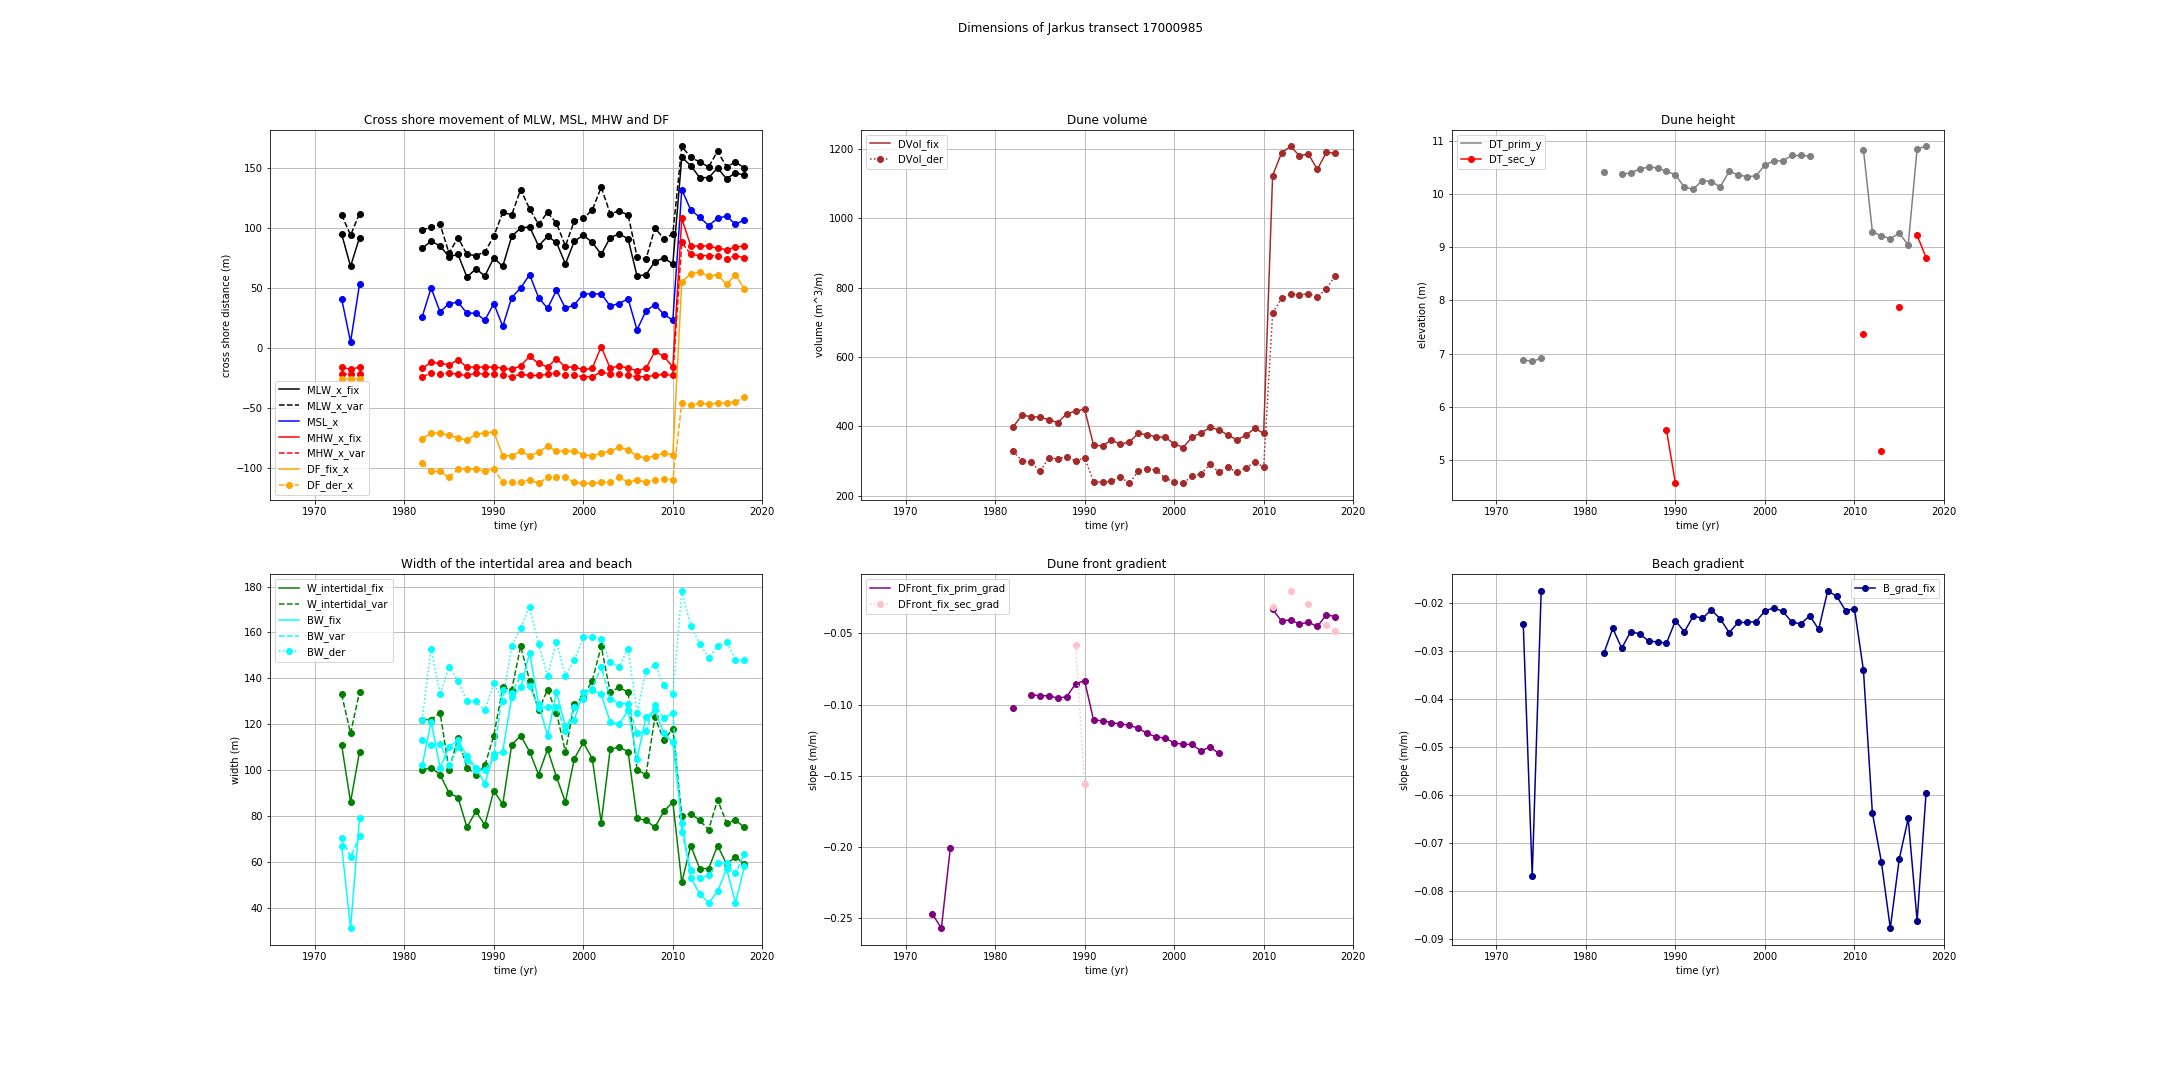 Dimensions of Jarkus transect 17000985
Cross shore movement of MLW, MSL, MHW and DF
cross shore distance (m)
150
100
50
0
−50
−100
MLW_x_fix
MLW_x_var
MSL_x
MHW_x_fix
MHW_x_var
DF_fix_x
DF_der_x
1970 1980 1990 2000 2010 2020
time (yr)
Dune volume
volume (m^3/m)
1200
1000
800
600
400
200
DVol_fix
DVol_der
1970 1980 1990 2000 2010 2020
time (yr)
Dune height
elevation (m)
11
10
9
8
7
6
5
DT_prim_y
DT_sec_y
1970 1980 1990 2000 2010 2020
time (yr)
Width of the intertidal area and beach
width (m)
180
160
140
120
100
80
60
40
W_intertidal_fix
W_intertidal_var
BW_fix
BW_var
BW_der
1970 1980 1990 2000 2010 2020
time (yr)
Dune front gradient
slope (m/m)
−0.05
−0.10
−0.15
−0.20
−0.25
DFront_fix_prim_grad
DFront_fix_sec_grad
1970 1980 1990 2000 2010 2020
time (yr)
Beach gradient
slope (m/m)
−0.02
−0.03
−0.04
−0.05
−0.06
−0.07
−0.08
−0.09
B_grad_fix
1970 1980 1990 2000 2010 2020
time (yr)